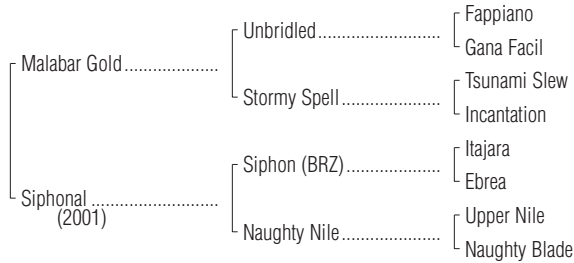 Fappiano
Unbridled
Gana Facil
Malabar Gold
Tsunami Slew
Stormy Spell
Incantation
Itajara
Siphon (BRZ)
Ebrea
Siphonal
(2001)
Upper Nile
Naughty Nile
Naughty Blade